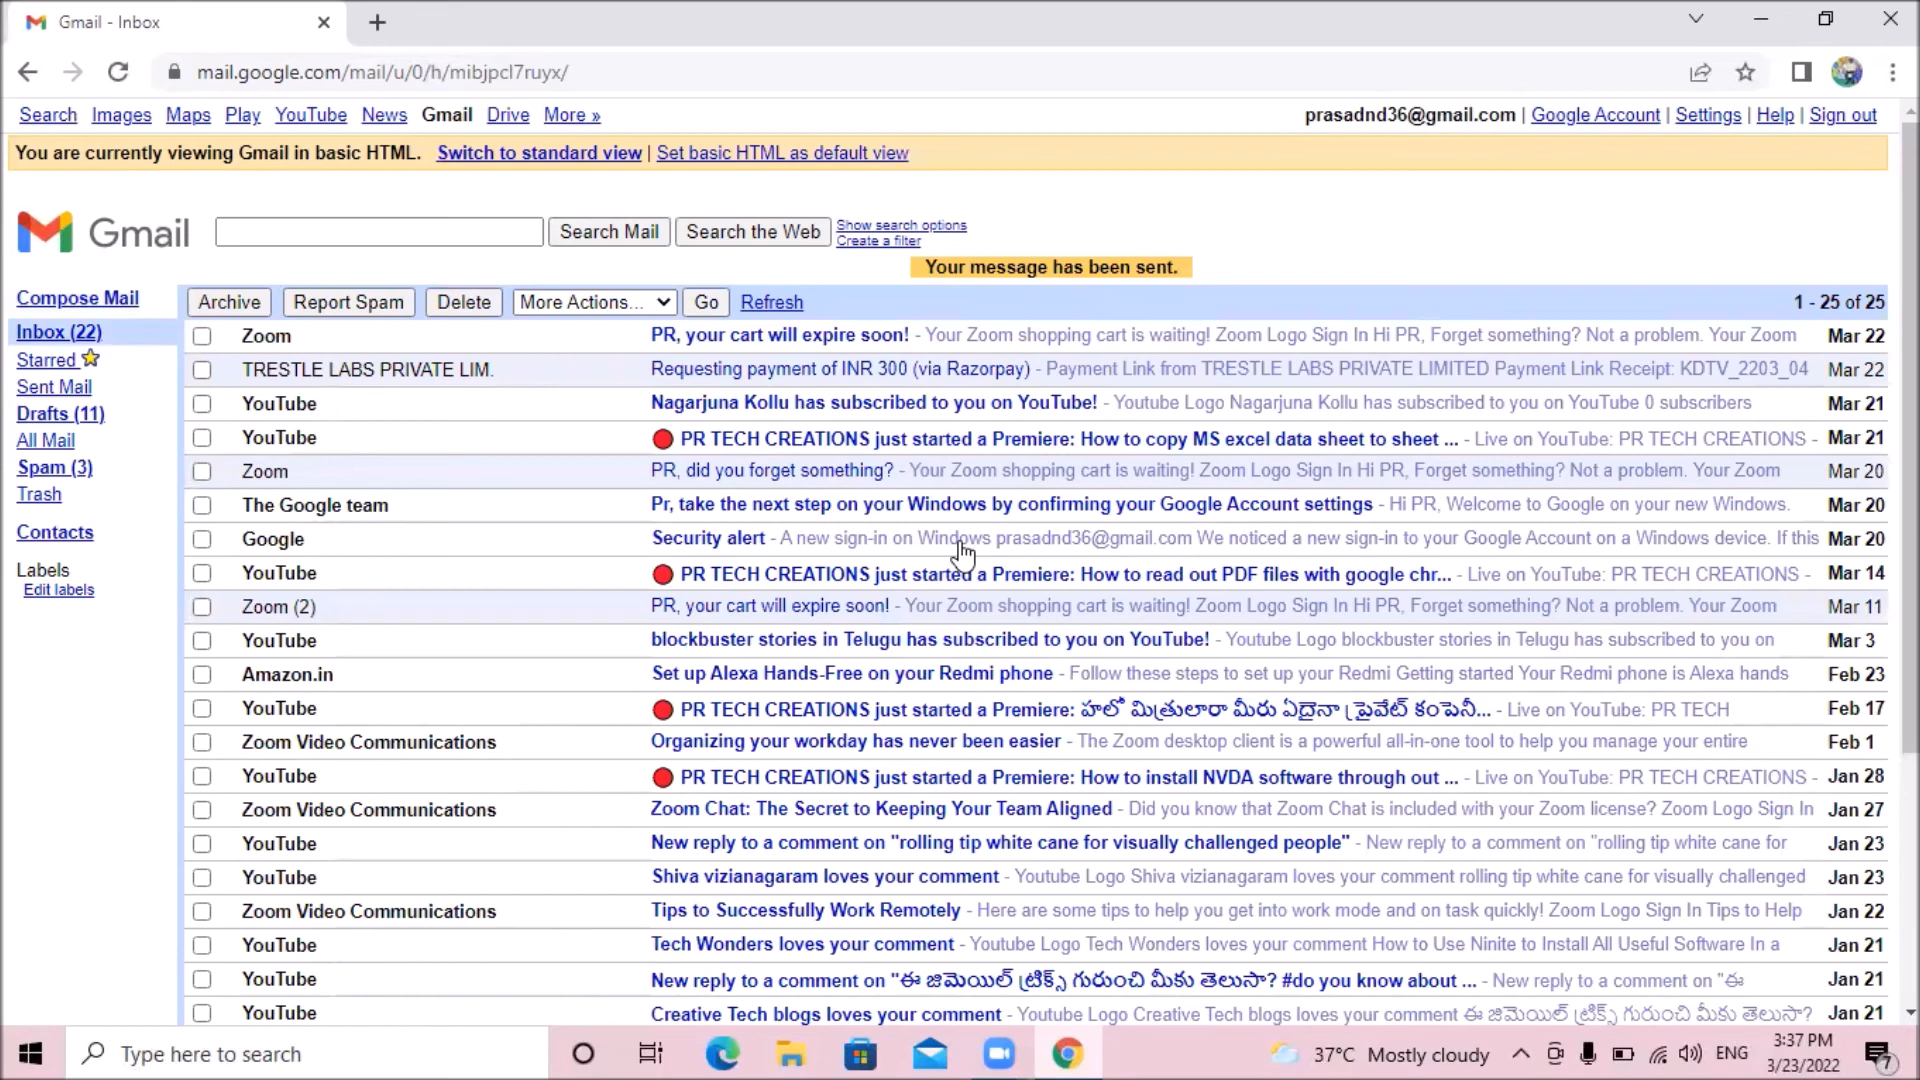 Gmail - Inbox
mail.google.com/mail/u/0/h/mibjpcl7ruyx/
Search Images Maps Play YouTube News Gmail Drive More »
prasadnd36@gmail.com | Google Account | Settings | Help | Sign out
You are currently viewing Gmail in basic HTML. Switch to standard view | Set basic HTML as default view
Gmail
Search Mail
Search the Web
Show search options
Create a filter
Your message has been sent.
Compose Mail
Inbox (22)
Starred
Sent Mail
Drafts (11)
All Mail
Spam (3)
Trash
Contacts
Labels
Edit labels
Archive Report Spam Delete More Actions... Go Refresh 1 - 25 of 25
Zoom PR, your cart will expire soon! - Your Zoom shopping cart is waiting! Zoom Logo Sign In Hi PR, Forget something? Not a problem. Your Zoom Mar 22
TRESTLE LABS PRIVATE LIM. Requesting payment of INR 300 (via Razorpay) - Payment Link from TRESTLE LABS PRIVATE LIMITED Payment Link Receipt: KDTV_2203_04 Mar 22
YouTube Nagarjuna Kollu has subscribed to you on YouTube! - Youtube Logo Nagarjuna Kollu has subscribed to you on YouTube 0 subscribers Mar 21
YouTube PR TECH CREATIONS just started a Premiere: How to copy MS excel data sheet to sheet ... - Live on YouTube: PR TECH CREATIONS - Mar 21
Zoom PR, did you forget something? - Your Zoom shopping cart is waiting! Zoom Logo Sign In Hi PR, Forget something? Not a problem. Your Zoom Mar 20
The Google team Pr, take the next step on your Windows by confirming your Google Account settings - Hi PR, Welcome to Google on your new Windows. Mar 20
Google Security alert - A new sign-in on Windows prasadnd36@gmail.com We noticed a new sign-in to your Google Account on a Windows device. If this Mar 20
YouTube PR TECH CREATIONS just started a Premiere: How to read out PDF files with google chr... - Live on YouTube: PR TECH CREATIONS - Mar 14
Zoom (2) PR, your cart will expire soon! - Your Zoom shopping cart is waiting! Zoom Logo Sign In Hi PR, Forget something? Not a problem. Your Zoom Mar 11
YouTube blockbuster stories in Telugu has subscribed to you on YouTube! - Youtube Logo blockbuster stories in Telugu has subscribed to you on Mar 3
Amazon.in Set up Alexa Hands-Free on your Redmi phone - Follow these steps to set up your Redmi Getting started Your Redmi phone is Alexa hands Feb 23
YouTube PR TECH CREATIONS just started a Premiere: హలో మిత్రులారా మీరు ఏదైనా ప్రైవేట్ కంపెనీ... - Live on YouTube: PR TECH Feb 17
Zoom Video Communications Organizing your workday has never been easier - The Zoom desktop client is a powerful all-in-one tool to help you manage your entire Feb 1
YouTube PR TECH CREATIONS just started a Premiere: How to install NVDA software through out ... - Live on YouTube: PR TECH CREATIONS - Jan 28
Zoom Video Communications Zoom Chat: The Secret to Keeping Your Team Aligned - Did you know that Zoom Chat is included with your Zoom license? Zoom Logo Sign In Jan 27
YouTube New reply to a comment on "rolling tip white cane for visually challenged people" - New reply to a comment on "rolling tip white cane for Jan 23
YouTube Shiva vizianagaram loves your comment - Youtube Logo Shiva vizianagaram loves your comment rolling tip white cane for visually challenged Jan 23
Zoom Video Communications Tips to Successfully Work Remotely - Here are some tips to help you get into work mode and on task quickly! Zoom Logo Sign In Tips to Help Jan 22
YouTube Tech Wonders loves your comment - Youtube Logo Tech Wonders loves your comment How to Use Ninite to Install All Useful Software In a Jan 21
YouTube New reply to a comment on "ఈ జిమెయిల్ ట్రిక్స్ గురుంచి మీకు తెలుసా? #do you know about ... - New reply to a comment on "ఈ Jan 21
YouTube Creative Tech blogs loves your comment - Youtube Logo Creative Tech blogs loves your comment ఈ జిమెయిల్ ట్రిక్స్ గురుంచి మీకు తెలుసా? Jan 21
Type here to search
37°C Mostly cloudy
ENG
3:37 PM
3/23/2022
7